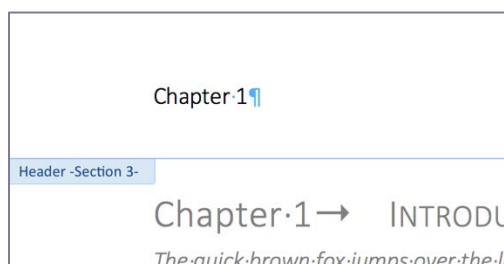 Chapter·1¶
Header -Section 3-
Chapter·1→ INTRODU
The·quick·brown·fox·jumps·over·the·l